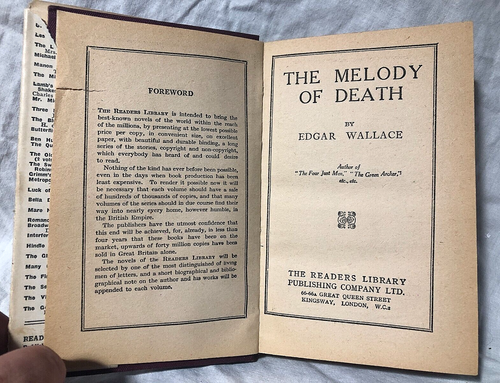 FOREWORD
THE READERS LIBRARY is intended to bring the
best-known novels of the world within the reach
of the millions, by presenting at the lowest possible
price per copy, in convenient size, on excellent
paper, with beautiful and durable binding, a long
series of the stories, copyright and non-copyright,
which everybody has heard of and could desire
to read.
Nothing of the kind has ever before been possible,
even in the days when book production has been
least expensive. To render it possible now it will
be necessary that each volume should have a sale
of hundreds of thousands of copies, and that many
volumes of the series should in due course find their
way into nearly every home, however humble, in
the British Empire.
The publishers have the utmost confidence that
this end will be achieved, for, already, in less than
four years that these books have been on the
market, upwards of forty million copies have been
sold in Great Britain alone.
The novels of the READERS LIBRARY will be
selected by one of the most distinguished of living
men of letters, and a short biographical and biblio-
graphical note on the author and his works will be
appended to each volume.
THE MELODY
OF DEATH
BY
EDGAR WALLACE
Author of
"The Four Just Men," "The Green Archer,"
etc., etc.
THE READERS LIBRARY
PUBLISHING COMPANY LTD.
66-66A GREAT QUEEN STREET
KINGSWAY, LONDON, W.C.2